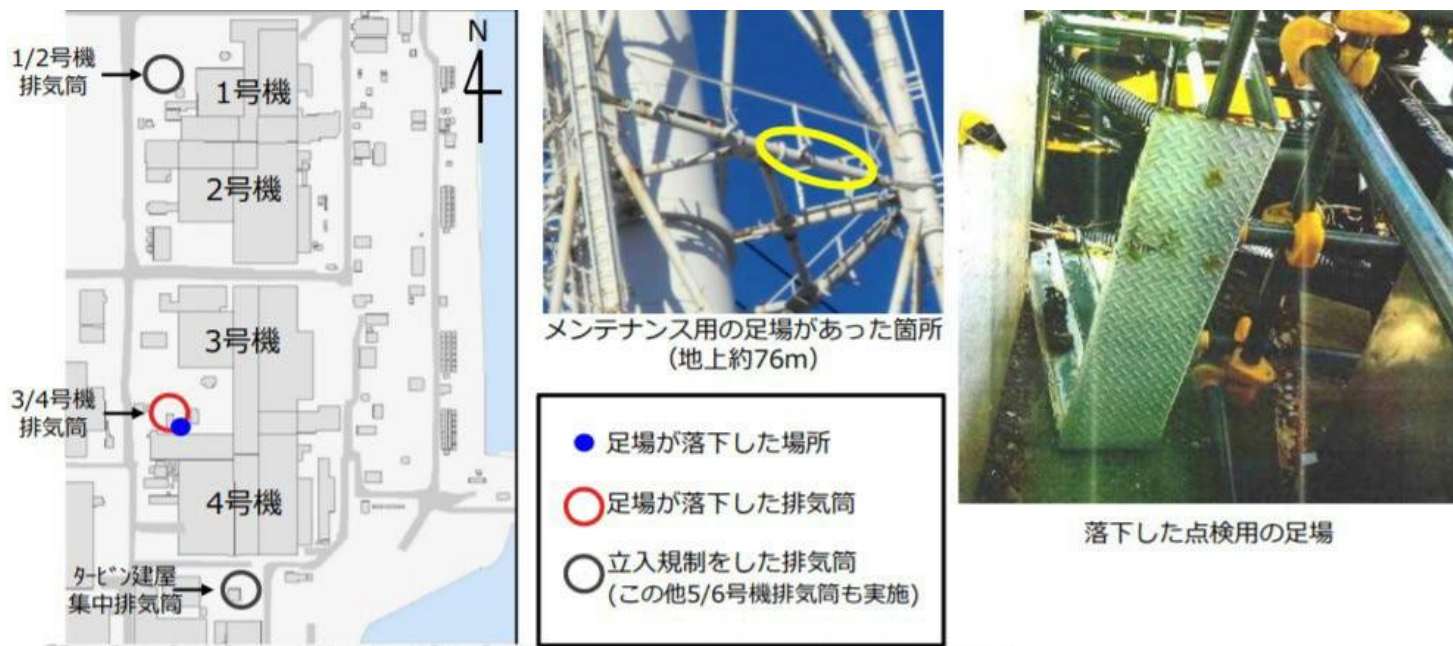 1/2号機
排気筒
1号機
2号機
N
3号機
3/4号機
排気筒
4号機
ﾀｰﾋﾞﾝ建屋
集中排気筒
メンテナンス用の足場があった箇所
(地上約76m)
足場が落下した場所
足場が落下した排気筒
立入規制をした排気筒
(この他5/6号機排気筒も実施)
落下した点検用の足場